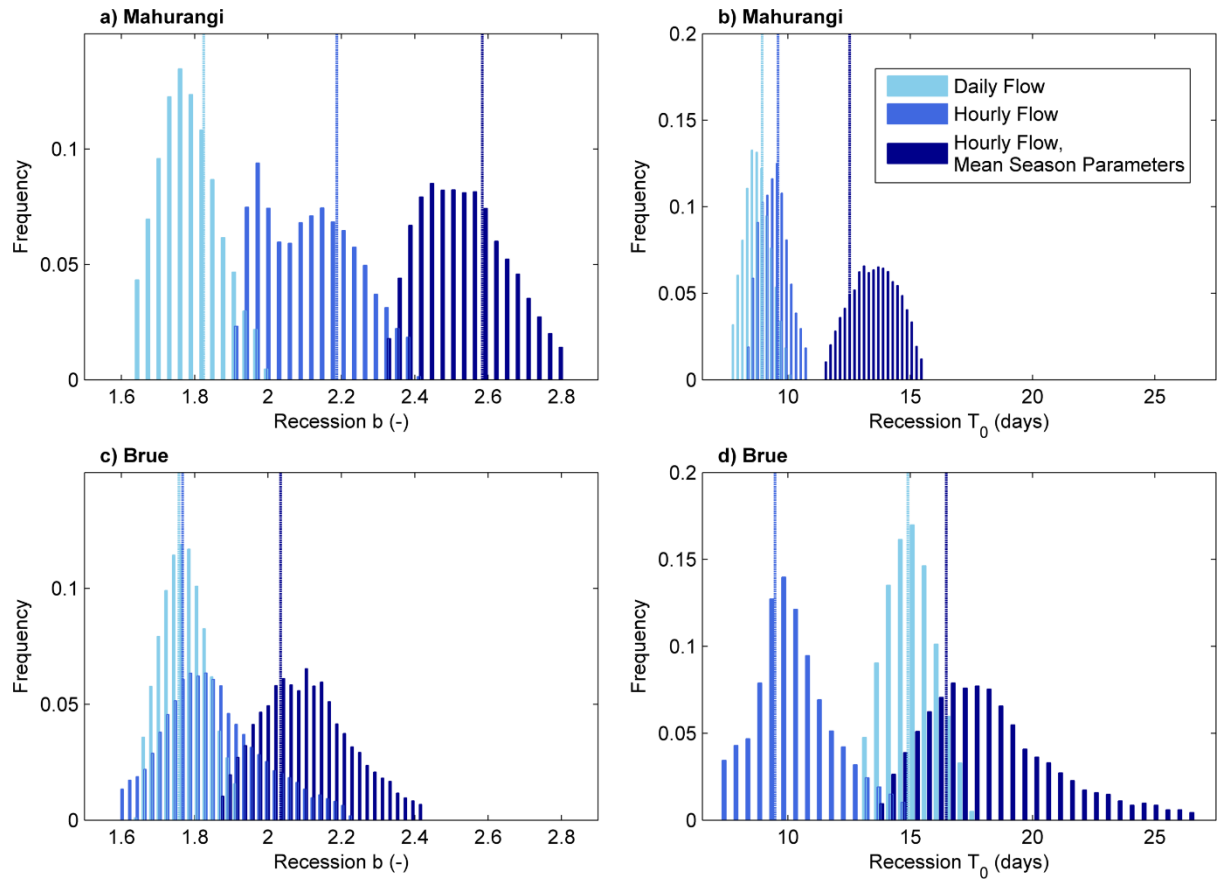 a) Mahurangi
Frequency
0.1
0.05
0
1.6 1.8 2 2.2 2.4 2.6 2.8
Recession b (-)
b) Mahurangi
Frequency
0.2
0.15
0.1
0.05
0
10 15 20 25
Recession T0 (days)
Daily Flow
Hourly Flow
Hourly Flow,
Mean Season Parameters
c) Brue
Frequency
0.1
0.05
0
1.6 1.8 2 2.2 2.4 2.6 2.8
Recession b (-)
d) Brue
Frequency
0.2
0.15
0.1
0.05
0
10 15 20 25
Recession T0 (days)